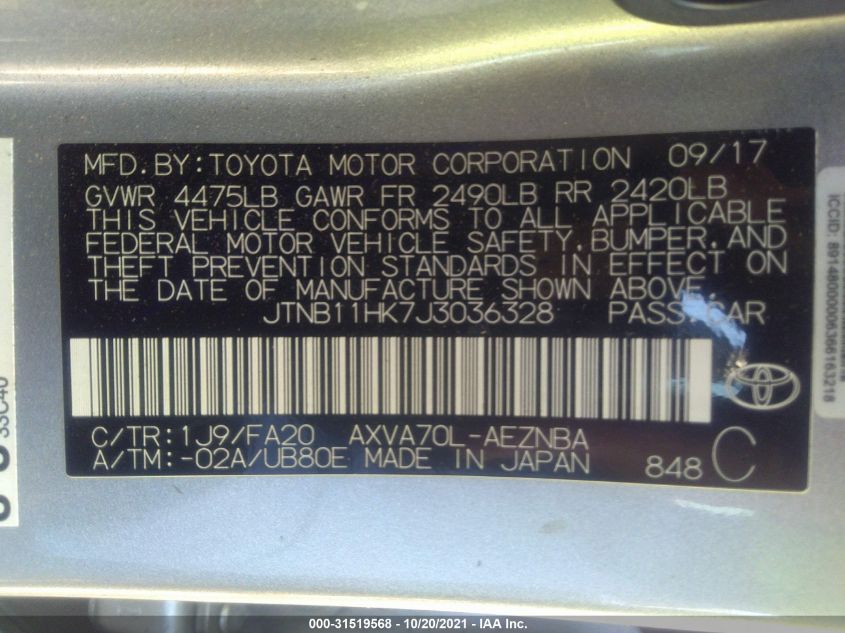 MFD.BY:TOYOTA MOTOR CORPORATION 09/17
GVWR 4475LB GAWR FR 2490LB RR 2420LB
THIS VEHICLE CONFORMS TO ALL APPLICABLE
FEDERAL MOTOR VEHICLE SAFETY,BUMPER,AND
THEFT PREVENTION STANDARDS IN EFFECT ON
THE DATE OF MANUFACTURE SHOWN ABOVE.
JTNB11HK7J3036328 PASS.CAR
C/TR:1J9/FA20 AXVA70L-AEZNBA
A/TM:-02A/UB80E MADE IN JAPAN 848 C
ICCID: 89148000006366163218
33C40
000-31519568 - 10/20/2021 - IAA Inc.